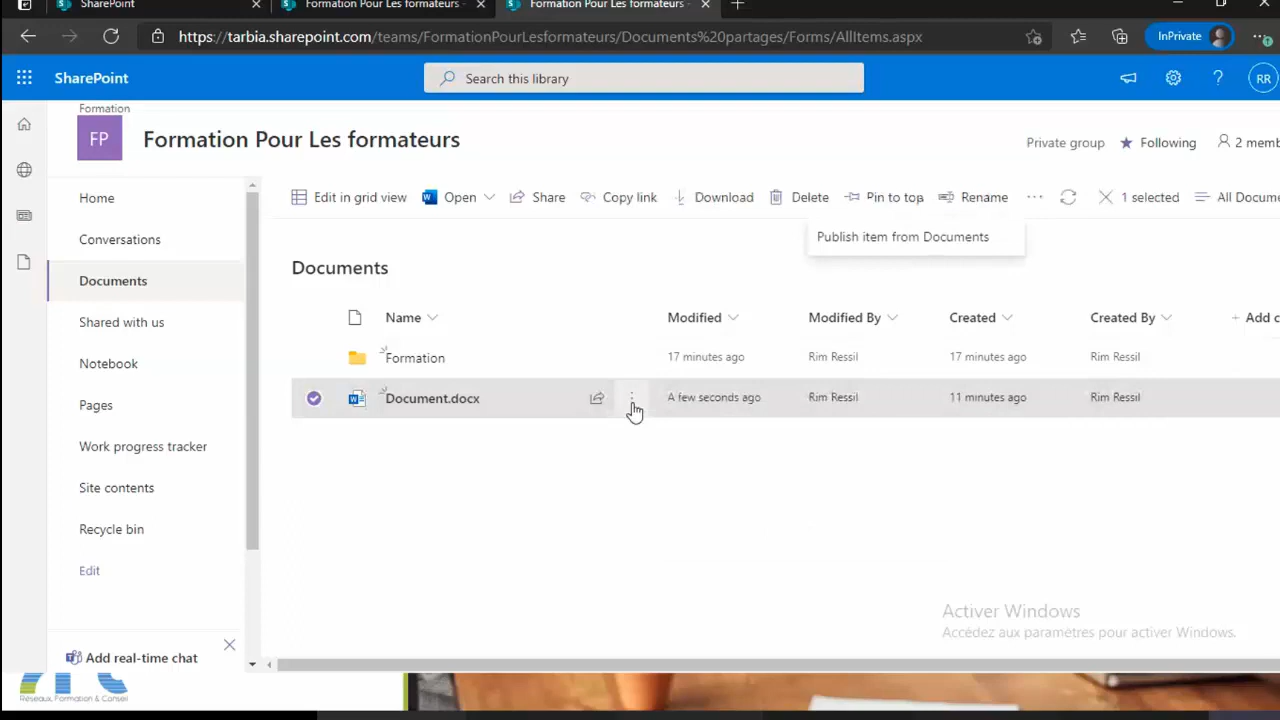 SharePoint
Formation Pour Les formateurs -
Formation Pour Les formateurs -
https://tarbia.sharepoint.com/teams/FormationPourLesformateurs/Documents%20partages/Forms/AllItems.aspx
InPrivate
SharePoint
Search this library
?
RR
Formation
FP
Formation Pour Les formateurs
Private group
Following
2 memb
Home
Conversations
Documents
Shared with us
Notebook
Pages
Work progress tracker
Site contents
Recycle bin
Edit
Add real-time chat
Edit in grid view
Open
Share
Copy link
Download
Delete
Pin to top
Rename
1 selected
All Docume
Publish item from Documents
Documents
Name Modified Modified By Created Created By + Add c
Formation 17 minutes ago Rim Ressil 17 minutes ago Rim Ressil
Document.docx A few seconds ago Rim Ressil 11 minutes ago Rim Ressil
Activer Windows
Accédez aux paramètres pour activer Windows.
Réseaux, Formation & Conseil